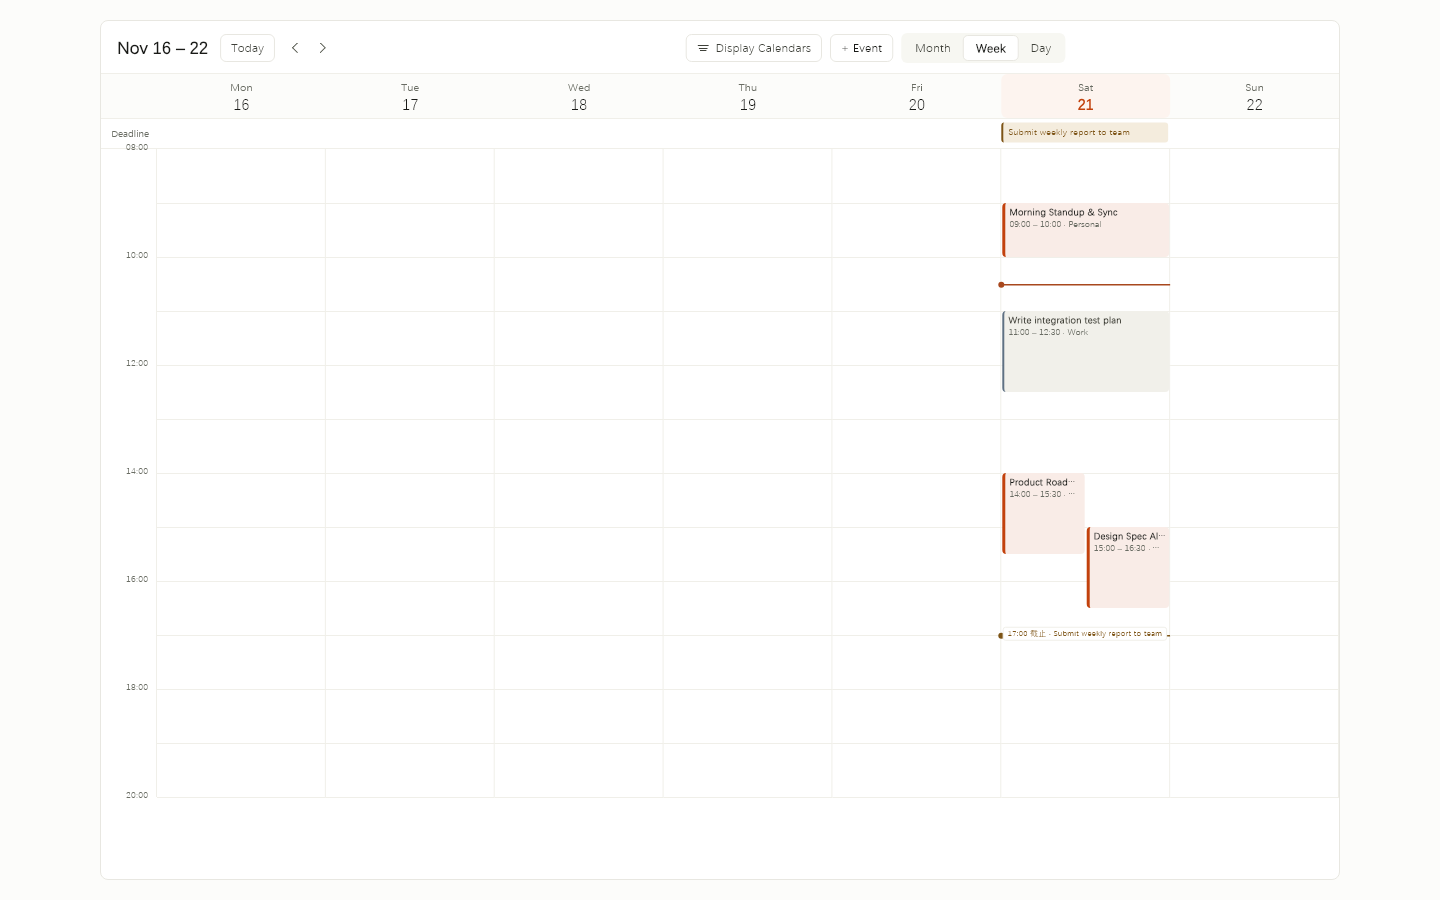 Nov 16 – 22
Today
Display Calendars
+ Event
Month
Week
Day
Mon
16
Tue
17
Wed
18
Thu
19
Fri
20
Sat
21
Sun
22
Deadline
Submit weekly report to team
08:00
Morning Standup & Sync
09:00 – 10:00 · Personal
10:00
Write integration test plan
11:00 – 12:30 · Work
12:00
14:00
Product Road…
14:00 – 15:30 · …
Design Spec Al…
15:00 – 16:30 · …
16:00
17:00 截止 · Submit weekly report to team
18:00
20:00